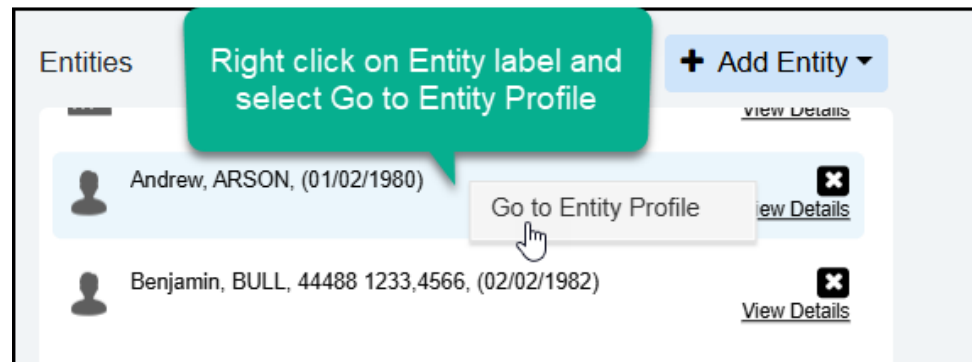 Entities
Right click on Entity label and
select Go to Entity Profile
Add Entity
View Details
Andrew, ARSON, (01/02/1980)
Go to Entity Profile
iew Details
Benjamin, BULL, 44488 1233,4566, (02/02/1982)
View Details